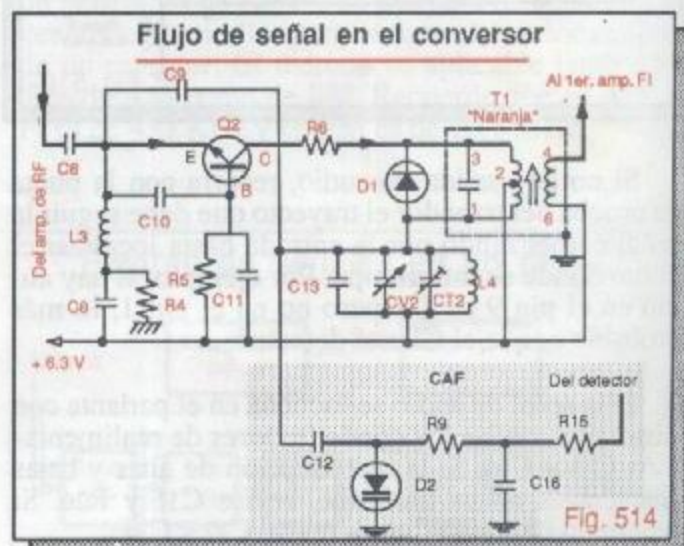 Flujo de señal en el conversor
C9
Al 1er. amp. FI
T1
"Naranja"
Q2
R6
E
C
B
C8
Del amp. de RF
C10
D1
3
2
1
4
6
L3
R5
R4
C11
C13
CV2
CT2
L4
C8
+ 6.3 V
CAF
Del detector
R9
R15
C12
D2
C16
Fig. 514